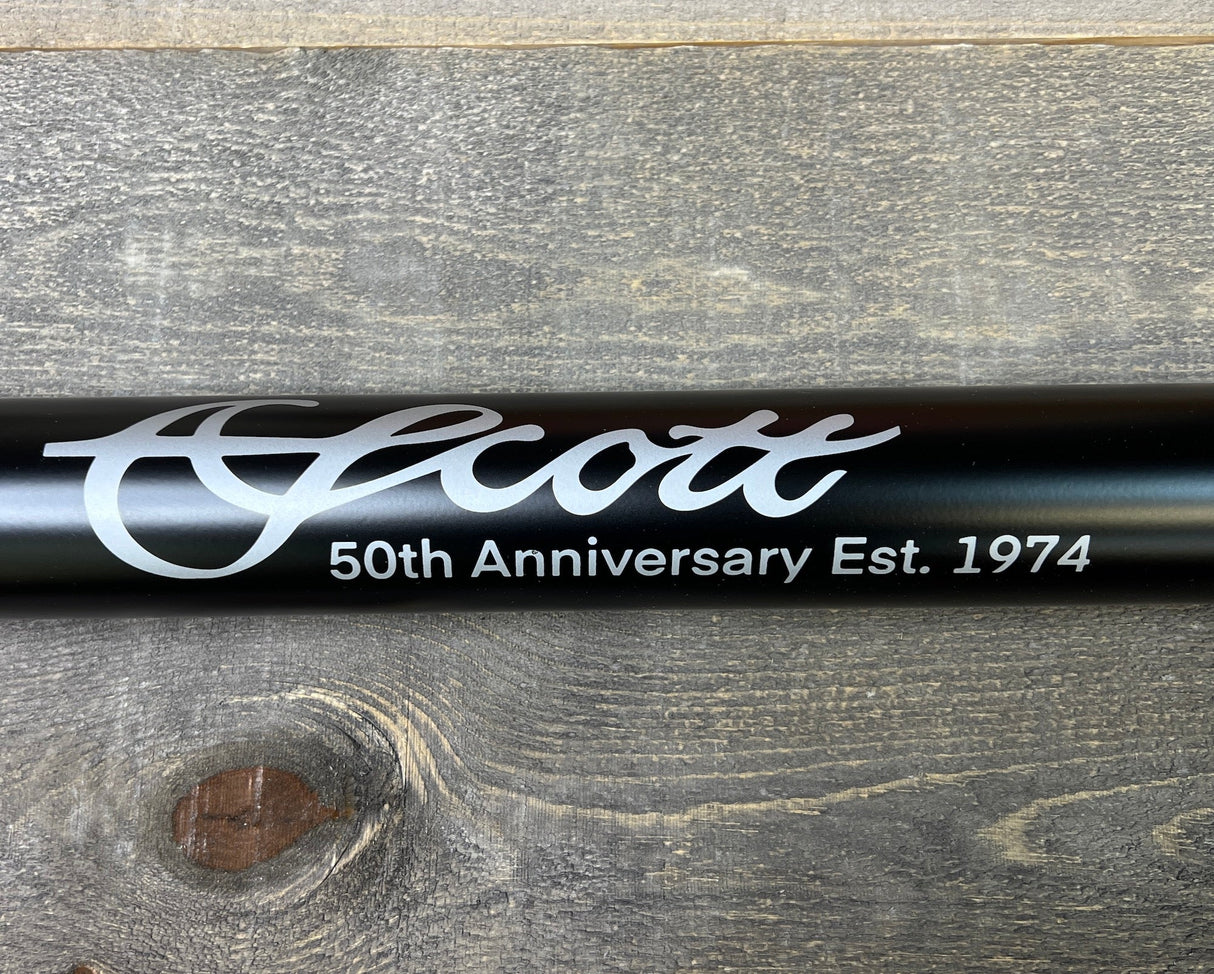 Scott
50th Anniversary Est. 1974